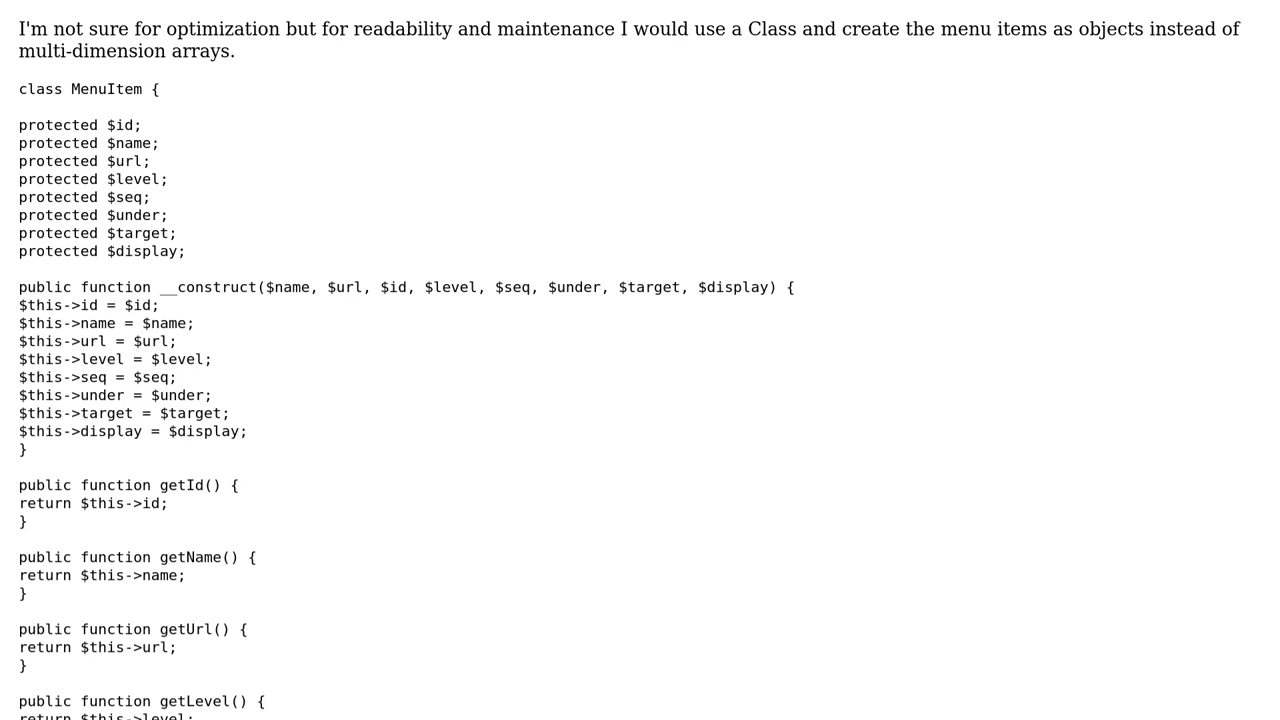 I'm not sure for optimization but for readability and maintenance I would use a Class and create the menu items as objects instead of
multi-dimension arrays.
class MenuItem {
protected $id;
protected $name;
protected $url;
protected $level;
protected $seq;
protected $under;
protected $target;
protected $display;
public function __construct($name, $url, $id, $level, $seq, $under, $target, $display) {
$this->id = $id;
$this->name = $name;
$this->url = $url;
$this->level = $level;
$this->seq = $seq;
$this->under = $under;
$this->target = $target;
$this->display = $display;
}
public function getId() {
return $this->id;
}
public function getName() {
return $this->name;
}
public function getUrl() {
return $this->url;
}
public function getLevel() {
return $this->level;